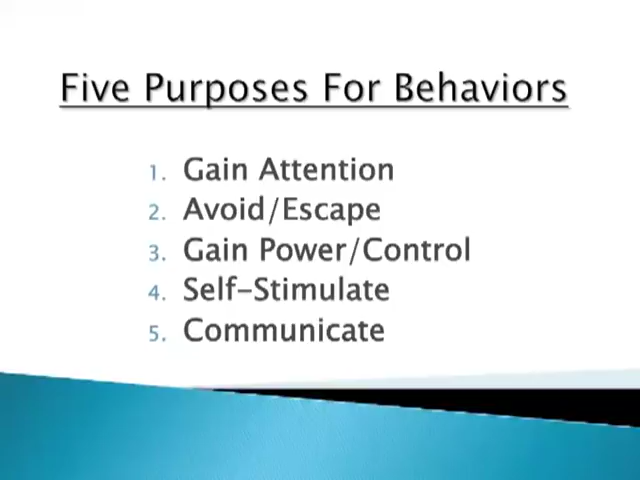 Five Purposes For Behaviors
1. Gain Attention
2. Avoid/Escape
3. Gain Power/Control
4. Self-Stimulate
5. Communicate